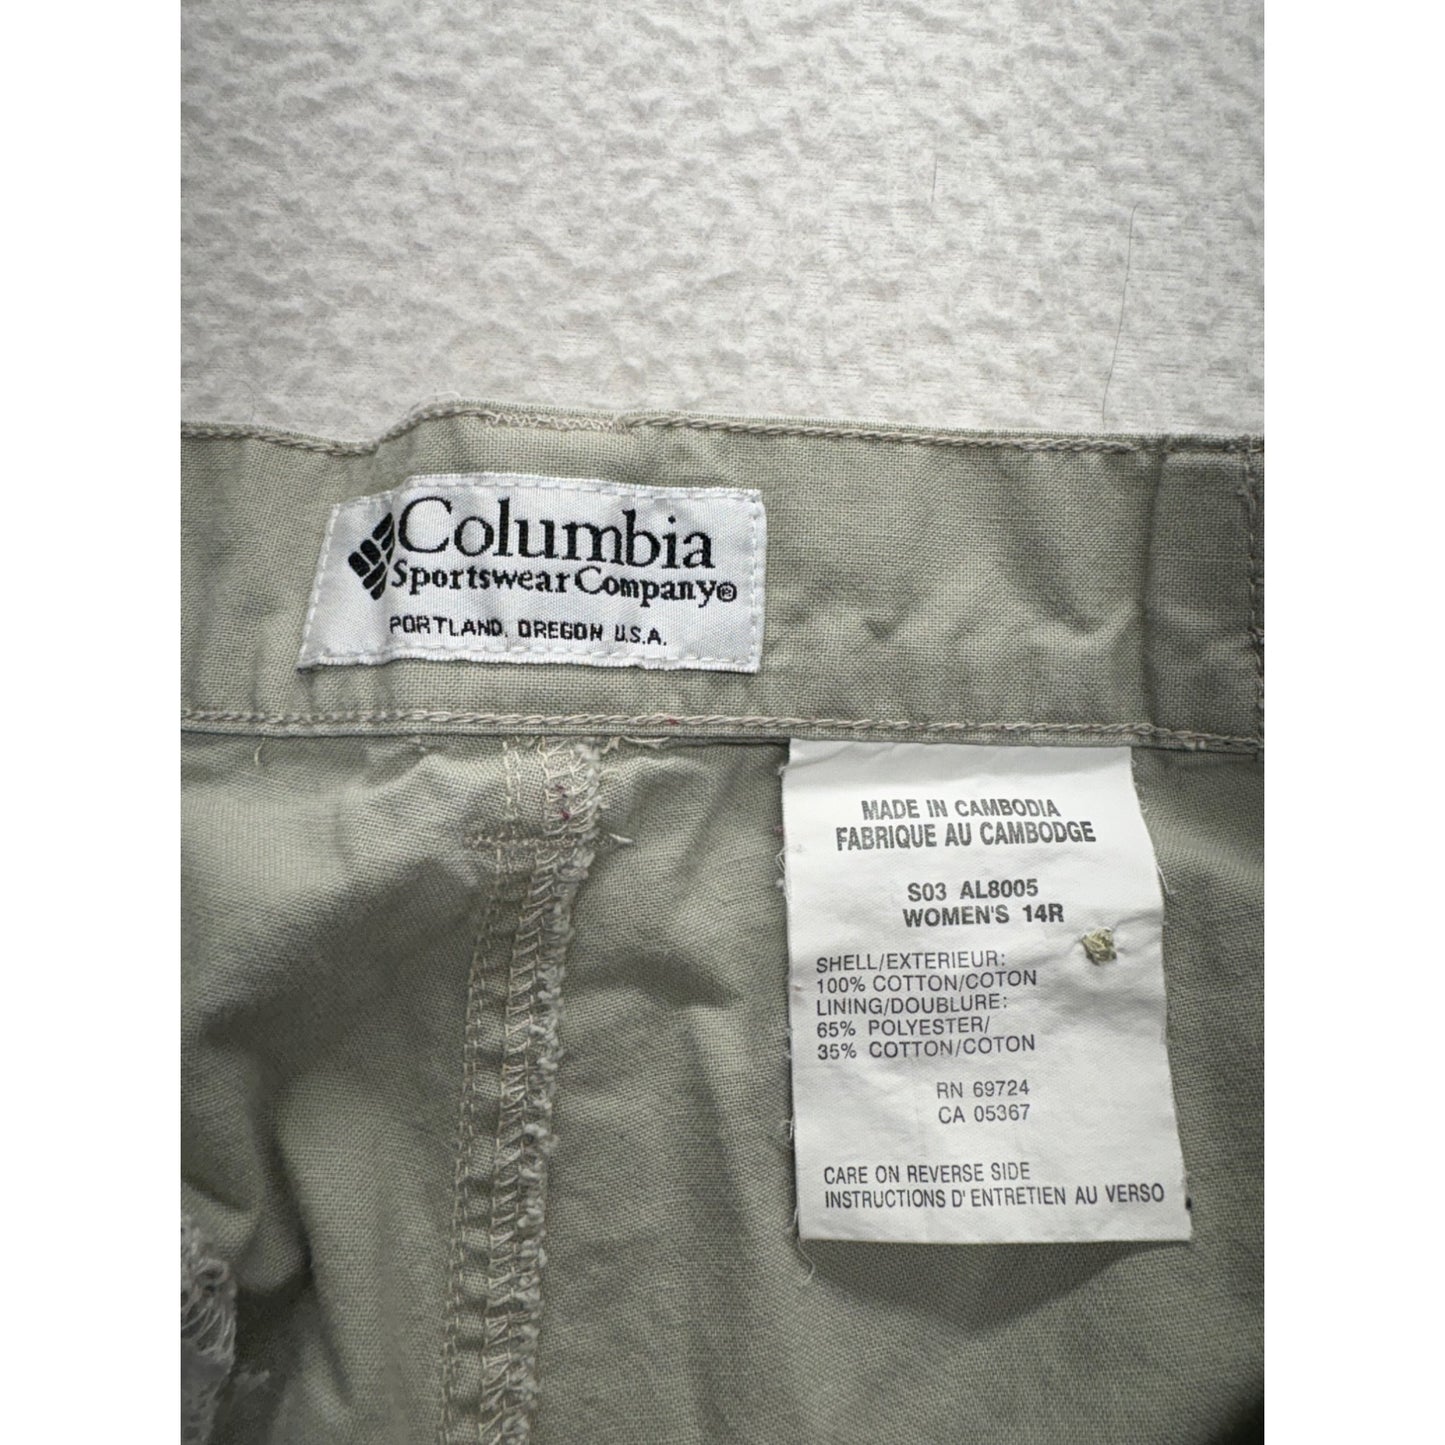 Columbia
Sportswear Company®
PORTLAND, OREGON U.S.A.
MADE IN CAMBODIA
FABRIQUE AU CAMBODGE
S03 AL8005
WOMEN'S 14R
SHELL/EXTERIEUR:
100% COTTON/COTON
LINING/DOUBLURE:
65% POLYESTER/
35% COTTON/COTON
RN 69724
CA 05367
CARE ON REVERSE SIDE
INSTRUCTIONS D'ENTRETIEN AU VERSO